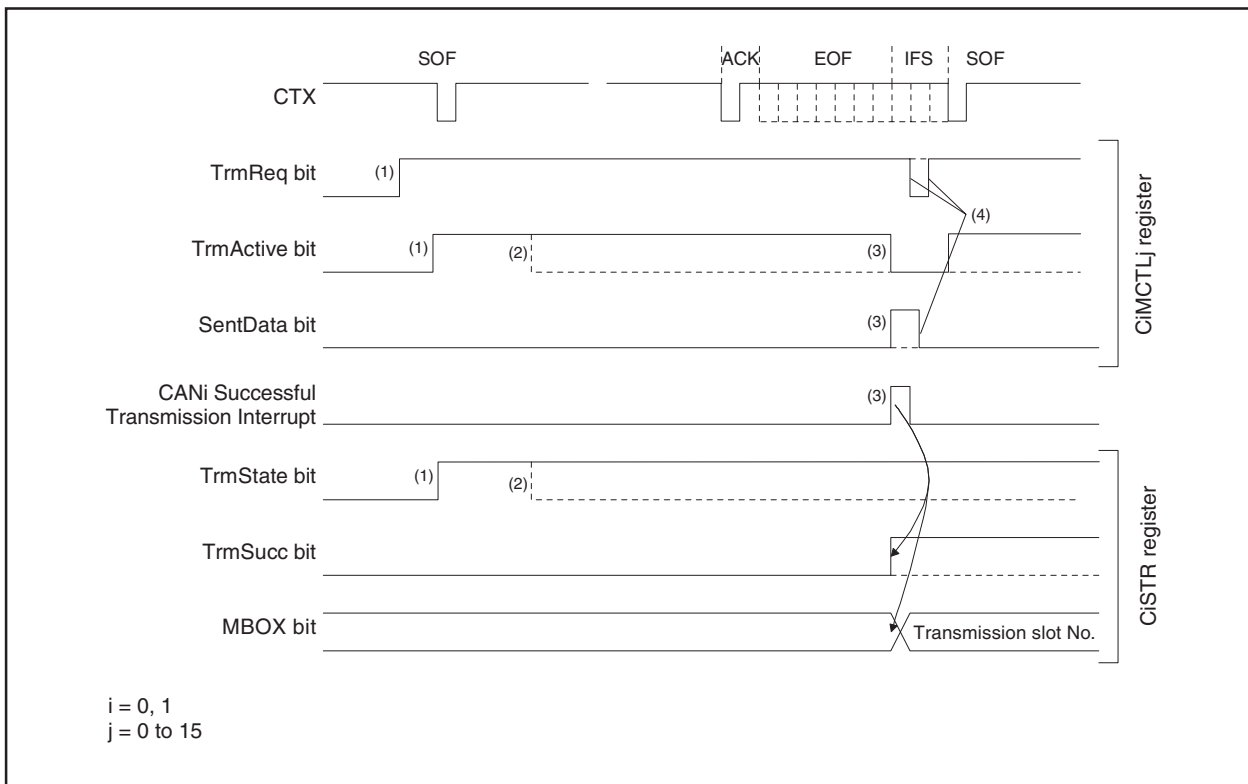 SOF ACK EOF IFS SOF
CTX
TrmReq bit (1)
(4)
TrmActive bit (1) (2) (3)
SentData bit (3)
CiMCTLj register
CANi Successful
Transmission Interrupt (3)
TrmState bit (1) (2)
TrmSucc bit
MBOX bit Transmission slot No.
CiSTR register
i = 0, 1
j = 0 to 15